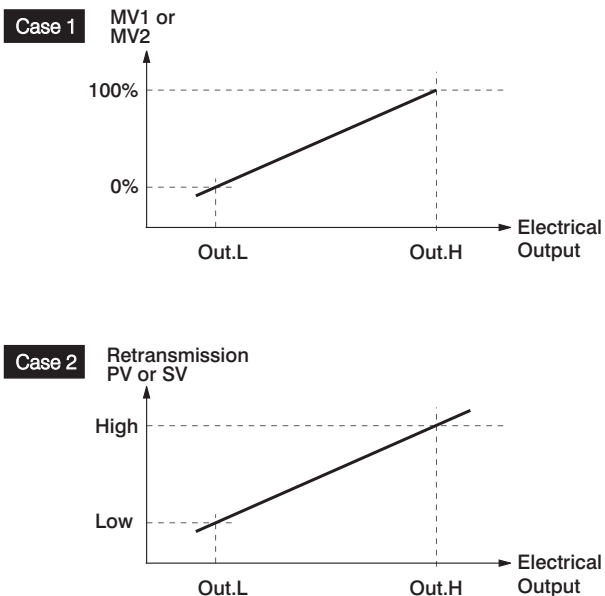 Case 1
MV1 or
MV2
100%
0%
Out.L
Out.H
Electrical
Output
Case 2
Retransmission
PV or SV
High
Low
Out.L
Out.H
Electrical
Output